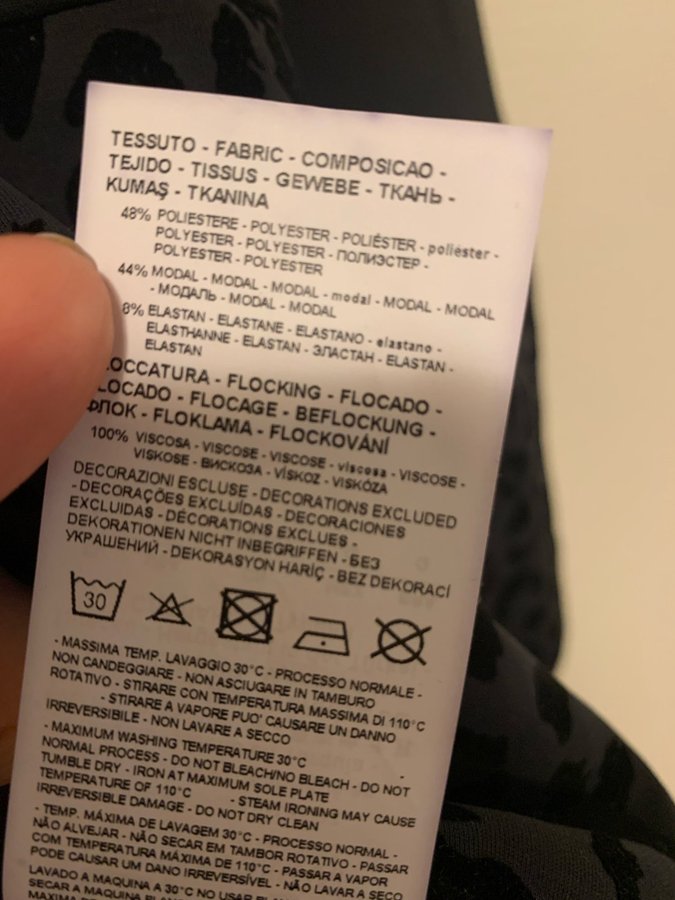 TESSUTO - FABRIC - COMPOSICAO -
TEJIDO - TISSUS - GEWEBE - ТКАНЬ -
KUMAŞ - TKANINA
48% POLIESTERE - POLYESTER - POLIÉSTER - poliéster -
POLYESTER - POLYESTER - ПОЛИЭСТЕР -
POLYESTER - POLYESTER
44% MODAL - MODAL - MODAL - modal - MODAL - MODAL
- МОДАЛЬ - MODAL - MODAL
8% ELASTAN - ELASTANE - ELASTANO - elastano -
ELASTHANNE - ELASTAN - ЭЛАСТАН - ELASTAN -
ELASTAN
LOCCATURA - FLOCKING - FLOCADO -
LOCADO - FLOCAGE - BEFLOCKUNG -
ФЛОК - FLOKLAMA - FLOCKOVÁNÍ
100% VISCOSA - VISCOSE - VISCOSE - viscosa - VISCOSE -
VISKOSE - ВИСКОЗА - VİSKOZ - VISKÓZA
DECORAZIONI ESCLUSE - DECORATIONS EXCLUDED
- DECORAÇÕES EXCLUÍDAS - DECORACIONES
EXCLUIDAS - DÉCORATIONS EXCLUES -
DEKORATIONEN NICHT INBEGRIFFEN - БЕЗ
УКРАШЕНИЙ - DEKORASYON HARİÇ - BEZ DEKORACÍ
30
- MASSIMA TEMP. LAVAGGIO 30°C - PROCESSO NORMALE -
NON CANDEGGIARE - NON ASCIUGARE IN TAMBURO
ROTATIVO - STIRARE CON TEMPERATURA MASSIMA DI 110°C
- STIRARE A VAPORE PUO' CAUSARE UN DANNO
IRREVERSIBILE - NON LAVARE A SECCO
- MAXIMUM WASHING TEMPERATURE 30°C -
NORMAL PROCESS - DO NOT BLEACH/NO BLEACH - DO NOT
TUMBLE DRY - IRON AT MAXIMUM SOLE PLATE
TEMPERATURE OF 110°C - STEAM IRONING MAY CAUSE
IRREVERSIBLE DAMAGE - DO NOT DRY CLEAN
- TEMP. MÁXIMA DE LAVAGEM 30°C - PROCESSO NORMAL -
NÃO ALVEJAR - NÃO SECAR EM TAMBOR ROTATIVO - PASSAR
COM TEMPERATURA MÁXIMA DE 110°C - PASSAR A VAPOR
PODE CAUSAR UM DANO IRREVERSÍVEL - NÃO LAVAR A SECO
LAVADO A MAQUINA A 30°C NO USAR
SECAR A MAQUINA